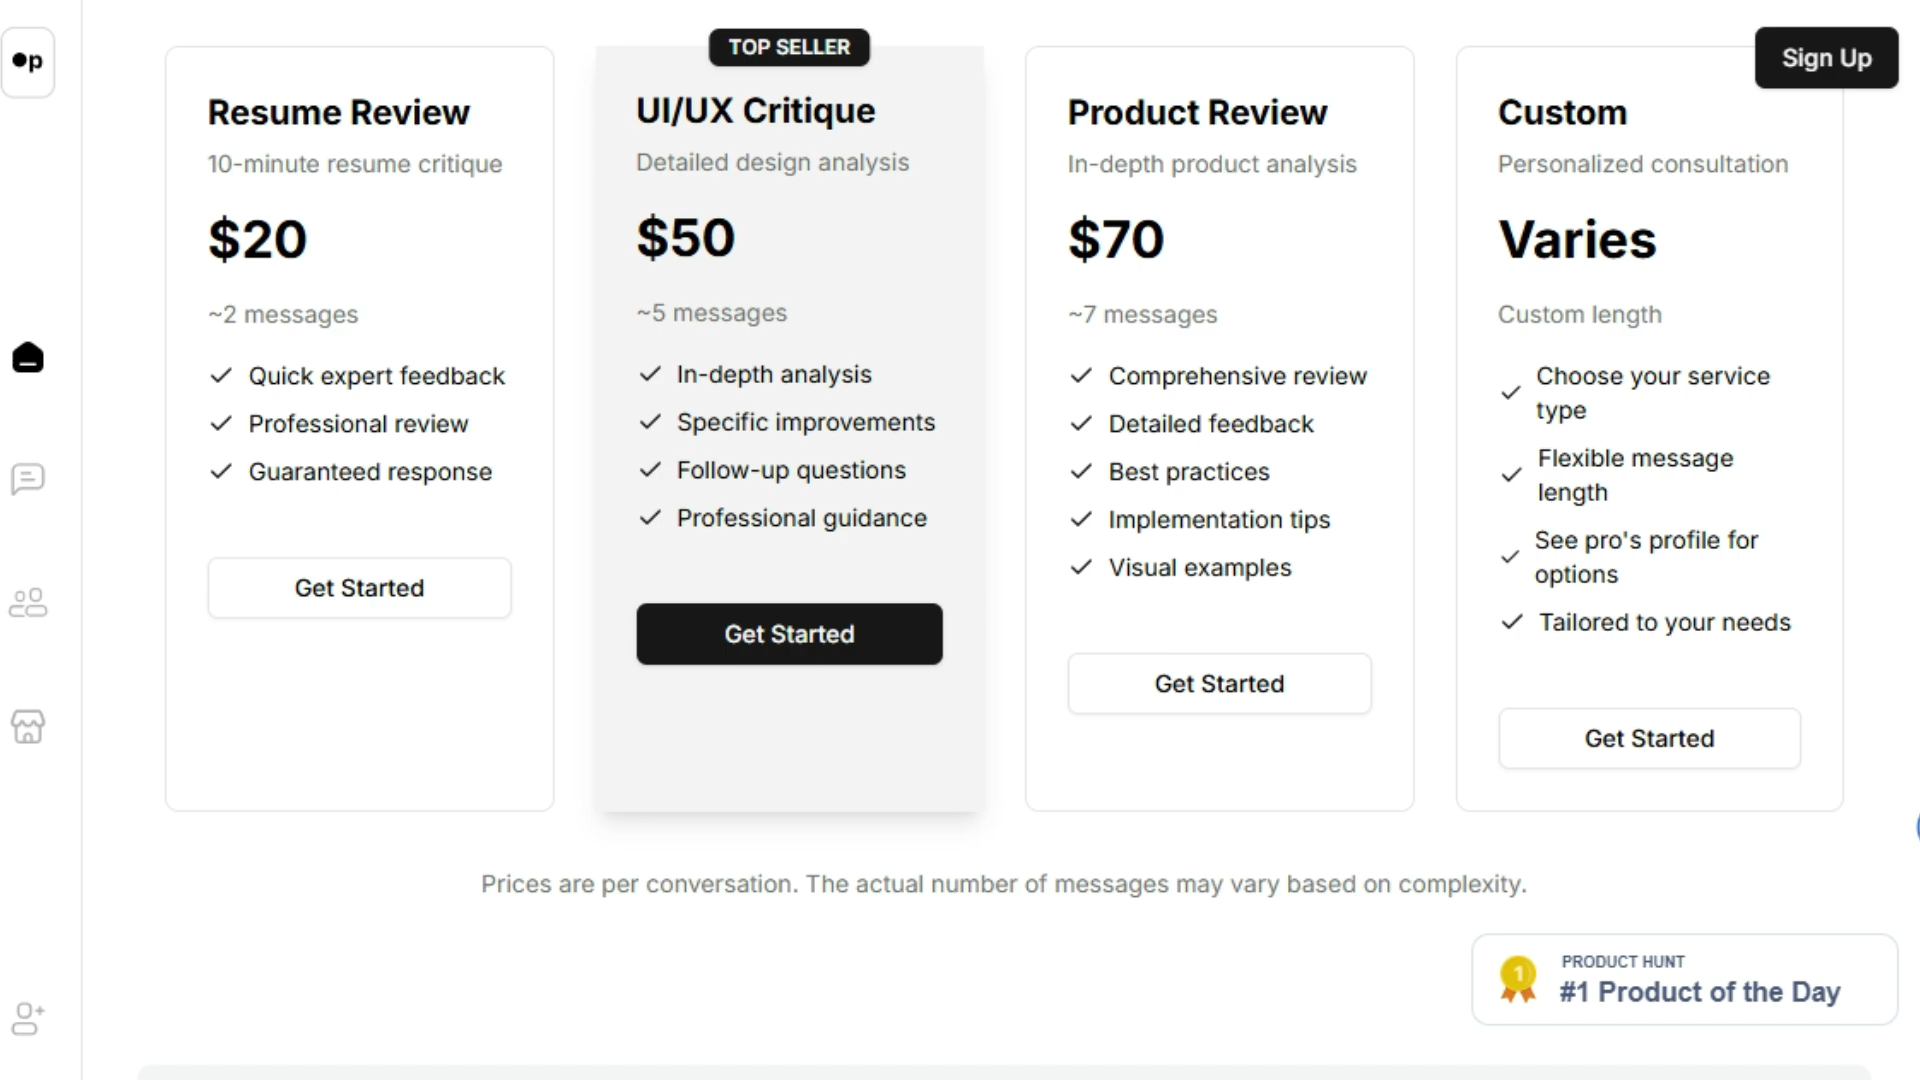 ●p
Sign Up
Resume Review
10-minute resume critique
$20
~2 messages
Quick expert feedback
Professional review
Guaranteed response
Get Started
TOP SELLER
UI/UX Critique
Detailed design analysis
$50
~5 messages
In-depth analysis
Specific improvements
Follow-up questions
Professional guidance
Get Started
Product Review
In-depth product analysis
$70
~7 messages
Comprehensive review
Detailed feedback
Best practices
Implementation tips
Visual examples
Get Started
Custom
Personalized consultation
Varies
Custom length
Choose your service
type
Flexible message
length
See pro's profile for
options
Tailored to your needs
Get Started
Prices are per conversation. The actual number of messages may vary based on complexity.
1
PRODUCT HUNT
#1 Product of the Day